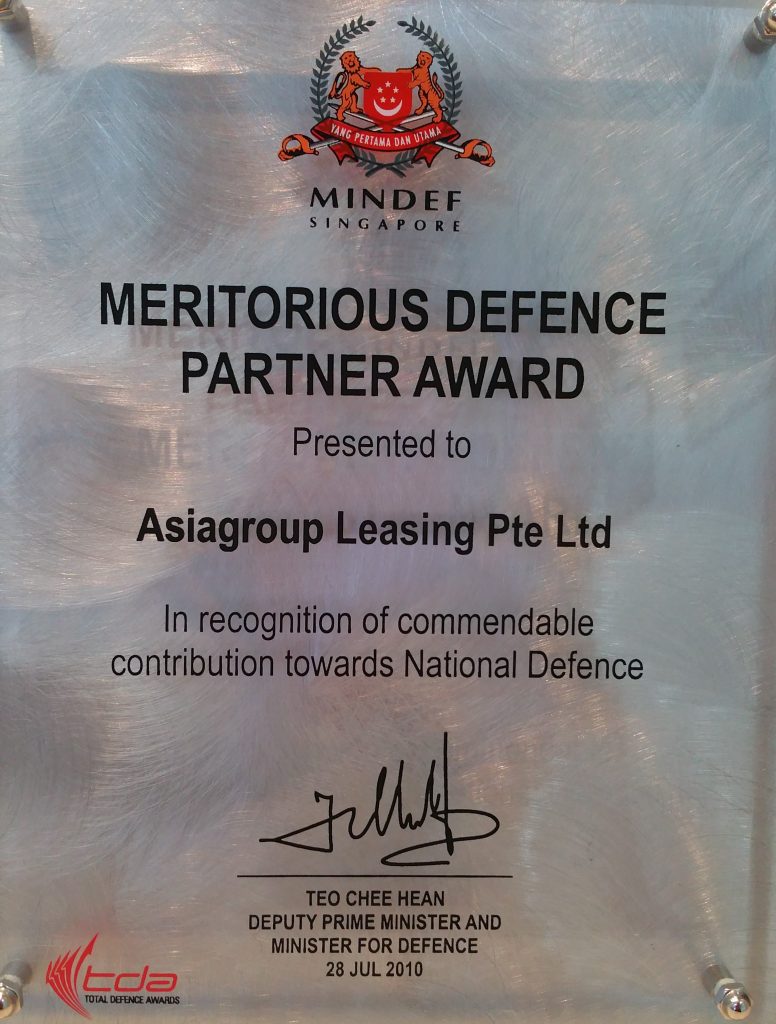 YANG PERTAMA DAN UTAMA
MINDEF
SINGAPORE
MERITORIOUS DEFENCE
PARTNER AWARD
Presented to
Asiagroup Leasing Pte Ltd
In recognition of commendable
contribution towards National Defence
TEO CHEE HEAN
DEPUTY PRIME MINISTER AND
MINISTER FOR DEFENCE
28 JUL 2010
tda
TOTAL DEFENCE AWARDS